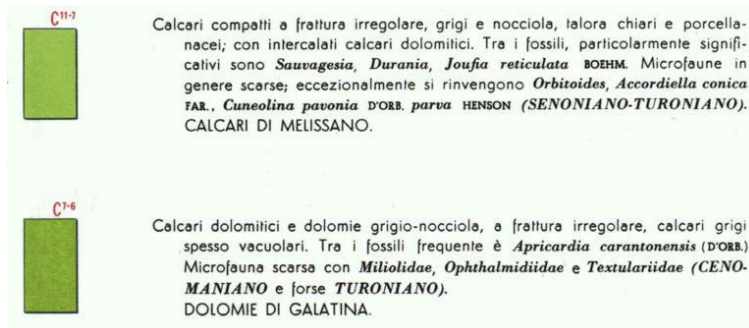 C11-7
Calcari compatti a frattura irregolare, grigi e nocciola, talora chiari e porcella-
nacei; con intercalati calcari dolomitici. Tra i fossili, particolarmente signifi-
cativi sono Sauvagesia, Durania, Joufia reticulata BOEHM. Microfaune in
genere scarse; eccezionalmente si rinvengono Orbitoides, Accordiella conica
FAR., Cuneolina pavonia D'ORB. parva HENSON (SENONIANO-TURONIANO).
CALCARI DI MELISSANO.
C7-6
Calcari dolomitici e dolomie grigio-nocciola, a frattura irregolare, calcari grigi
spesso vacuolari. Tra i fossili frequente è Apricardia carantonensis (D'ORB.)
Microfauna scarsa con Miliolidae, Ophthalmidiidae e Textulariidae (CENO-
MANIANO e forse TURONIANO).
DOLOMIE DI GALATINA.